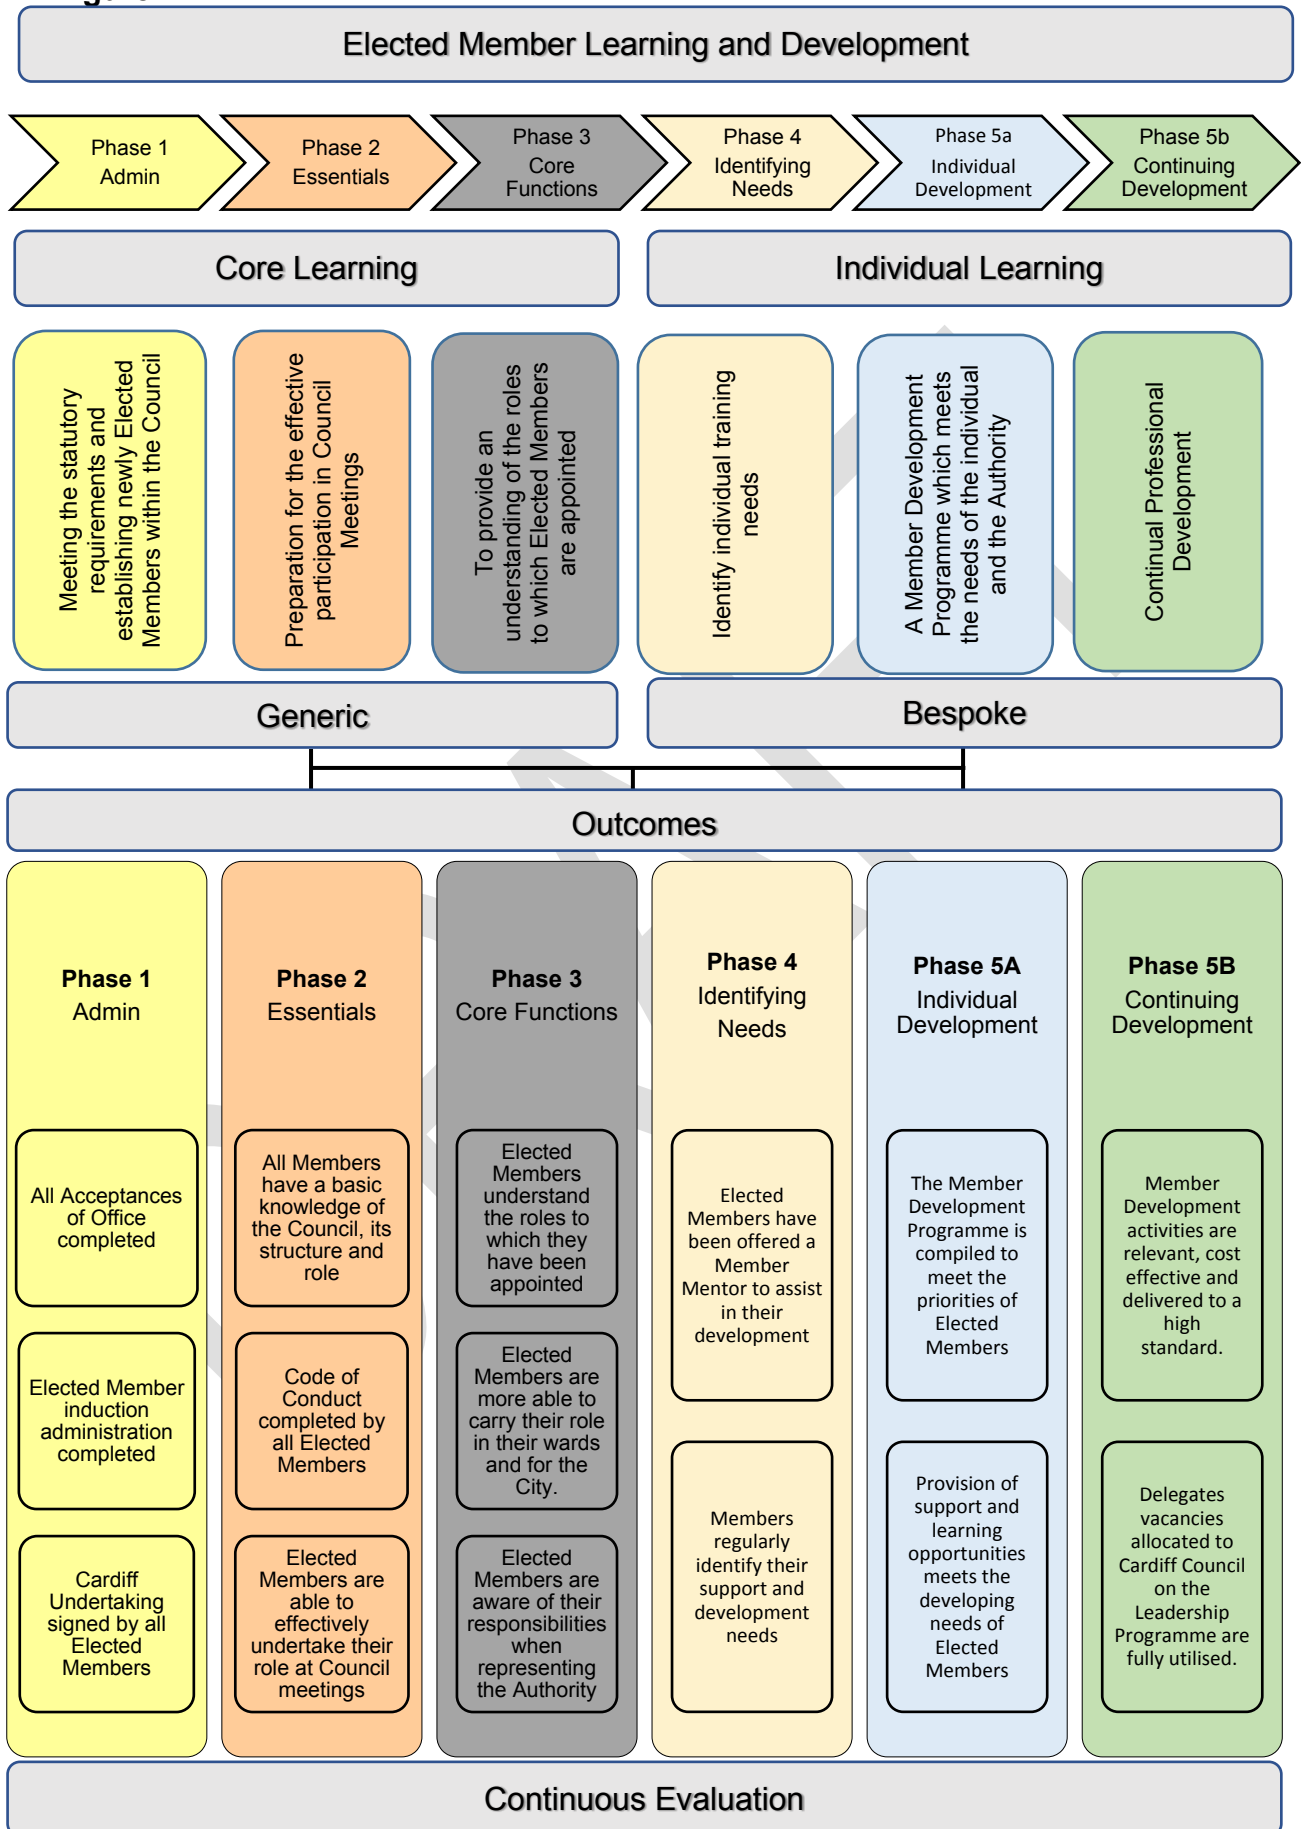 Elected Member Learning and Development
Phase 1
Admin
Phase 2
Essentials
Phase 3
Core
Functions
Phase 4
Identifying
Needs
Phase 5a
Individual
Development
Phase 5b
Continuing
Development
Core Learning
Individual Learning
Meeting the statutory
requirements and
establishing newly Elected
Members within the Council
Preparation for the effective
participation in Council
Meetings
To provide an
understanding of the roles
to which Elected Members
are appointed
Identify individual training
needs
A Member Development
Programme which meets
the needs of the individual
and the Authority
Continual Professional
Development
Generic
Bespoke
Outcomes
Phase 1
Admin
All Acceptances
of Office
completed
Elected Member
induction
administration
completed
Cardiff
Undertaking
signed by all
Elected
Members
Phase 2
Essentials
All Members
have a basic
knowledge of
the Council, its
structure and
role
Code of
Conduct
completed by
all Elected
Members
Elected
Members are
able to
effectively
undertake their
role at Council
meetings
Phase 3
Core Functions
Elected
Members
understand
the roles to
which they
have been
appointed
Elected
Members are
more able to
carry their role
in their wards
and for the
City.
Elected
Members are
aware of their
responsibilities
when
representing
the Authority
Phase 4
Identifying
Needs
Elected
Members have
been offered a
Member
Mentor to assist
in their
development
Members
regularly
identify their
support and
development
needs
Phase 5A
Individual
Development
The Member
Development
Programme is
compiled to
meet the
priorities of
Elected
Members
Provision of
support and
learning
opportunities
meets the
developing
needs of
Elected
Members
Phase 5B
Continuing
Development
Member
Development
activities are
relevant, cost
effective and
delivered to a
high
standard.
Delegates
vacancies
allocated to
Cardiff Council
on the
Leadership
Programme are
fully utilised.
Continuous Evaluation